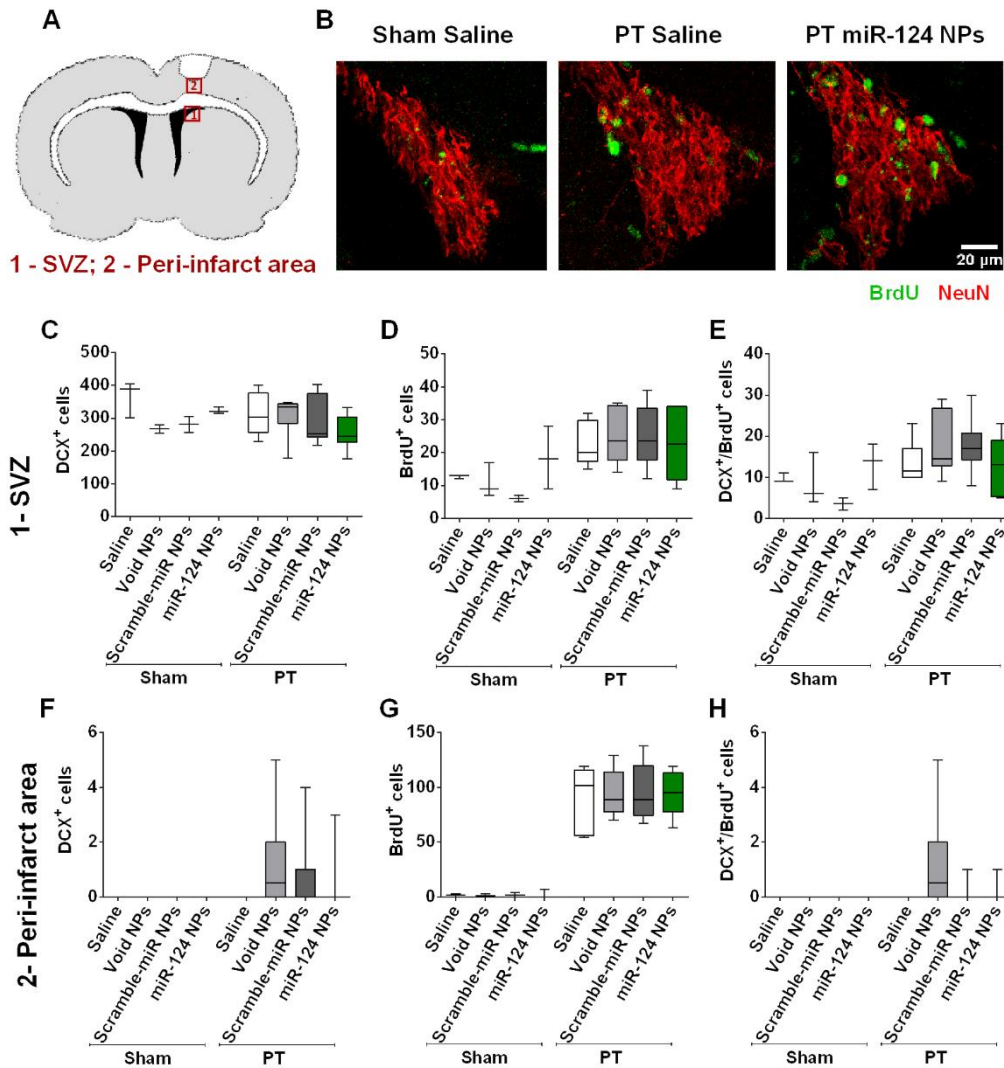 A
2
1
1 - SVZ; 2 - Peri-infarct area
B
Sham Saline
PT Saline
PT miR-124 NPs
20 µm
BrdU NeuN
1- SVZ
C
DCX+ cells
500
400
300
200
100
0
Saline
Void NPs
Scramble-miR NPs
miR-124 NPs
Saline
Void NPs
Scramble-miR NPs
miR-124 NPs
Sham
PT
D
BrdU+ cells
50
40
30
20
10
0
Saline
Void NPs
Scramble-miR NPs
miR-124 NPs
Saline
Void NPs
Scramble-miR NPs
miR-124 NPs
Sham
PT
E
DCX+/BrdU+ cells
40
30
20
10
0
Saline
Void NPs
Scramble-miR NPs
miR-124 NPs
Saline
Void NPs
Scramble-miR NPs
miR-124 NPs
Sham
PT
2- Peri-infarct area
F
DCX+ cells
6
4
2
0
Saline
Void NPs
Scramble-miR NPs
miR-124 NPs
Saline
Void NPs
Scramble-miR NPs
miR-124 NPs
Sham
PT
G
BrdU+ cells
150
100
50
0
Saline
Void NPs
Scramble-miR NPs
miR-124 NPs
Saline
Void NPs
Scramble-miR NPs
miR-124 NPs
Sham
PT
H
DCX+/BrdU+ cells
6
4
2
0
Saline
Void NPs
Scramble-miR NPs
miR-124 NPs
Saline
Void NPs
Scramble-miR NPs
miR-124 NPs
Sham
PT